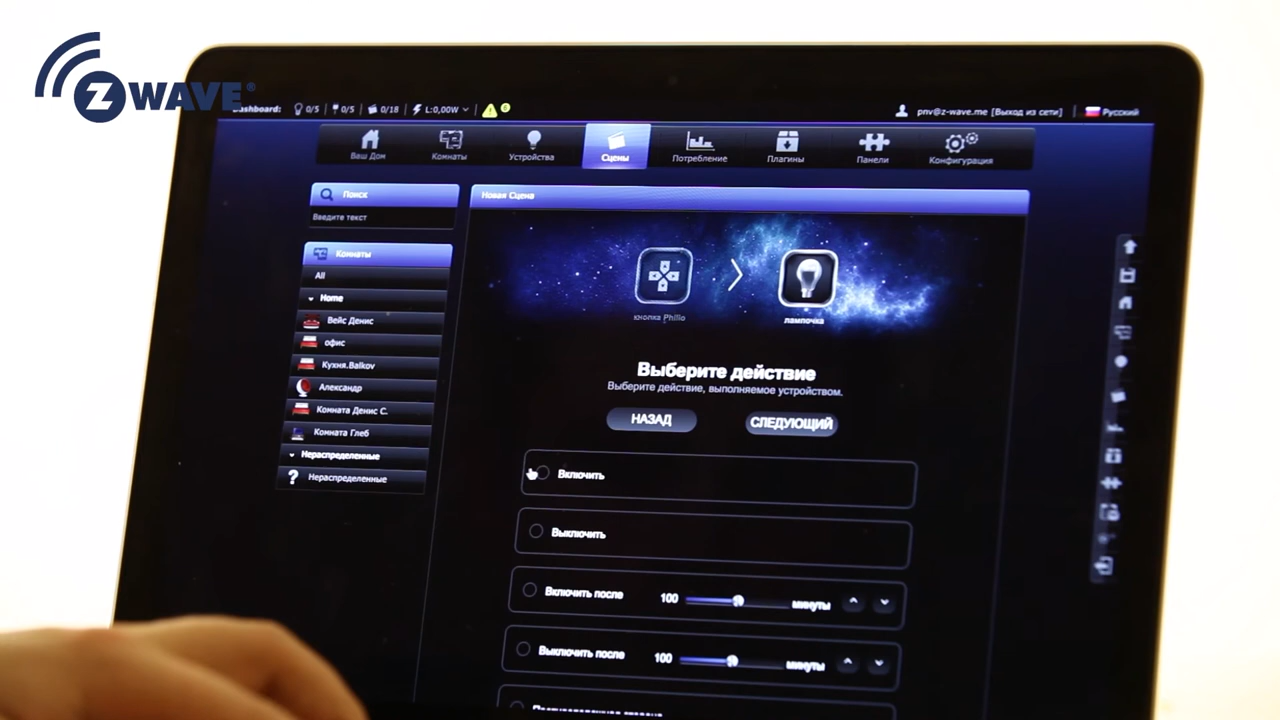 Z WAVE®
Dashboard: 0/5 0/5 0/18 L:0,00W 6 pnv@z-wave.me [Выход из сети] Русский
Ваш Дом Комнаты Устройства Сцены Потребление Плагины Панели Конфигурация
Поиск
Введите текст
Комнаты
All
Home
Вейс Денис
офис
Кухня.Balkov
Александр
Комната Денис С.
Комната Глеб
Нераспределенные
Нераспределенные
Новая Сцена
кнопка Philio лампочка
Выберите действие
Выберите действие, выполняемое устройством.
НАЗАД СЛЕДУЮЩИЙ
Включить
Выключить
Включить после 100 минуты
Выключить после 100 минуты